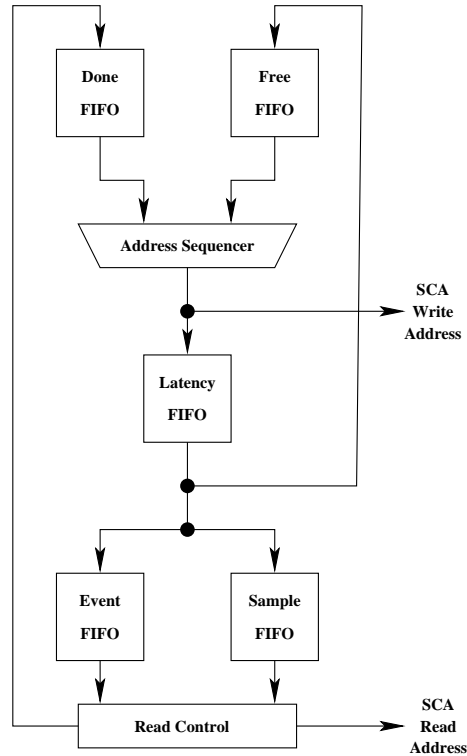 Done
FIFO
Free
FIFO
Address Sequencer
SCA
Write
Address
Latency
FIFO
Event
FIFO
Sample
FIFO
Read Control
SCA
Read
Address